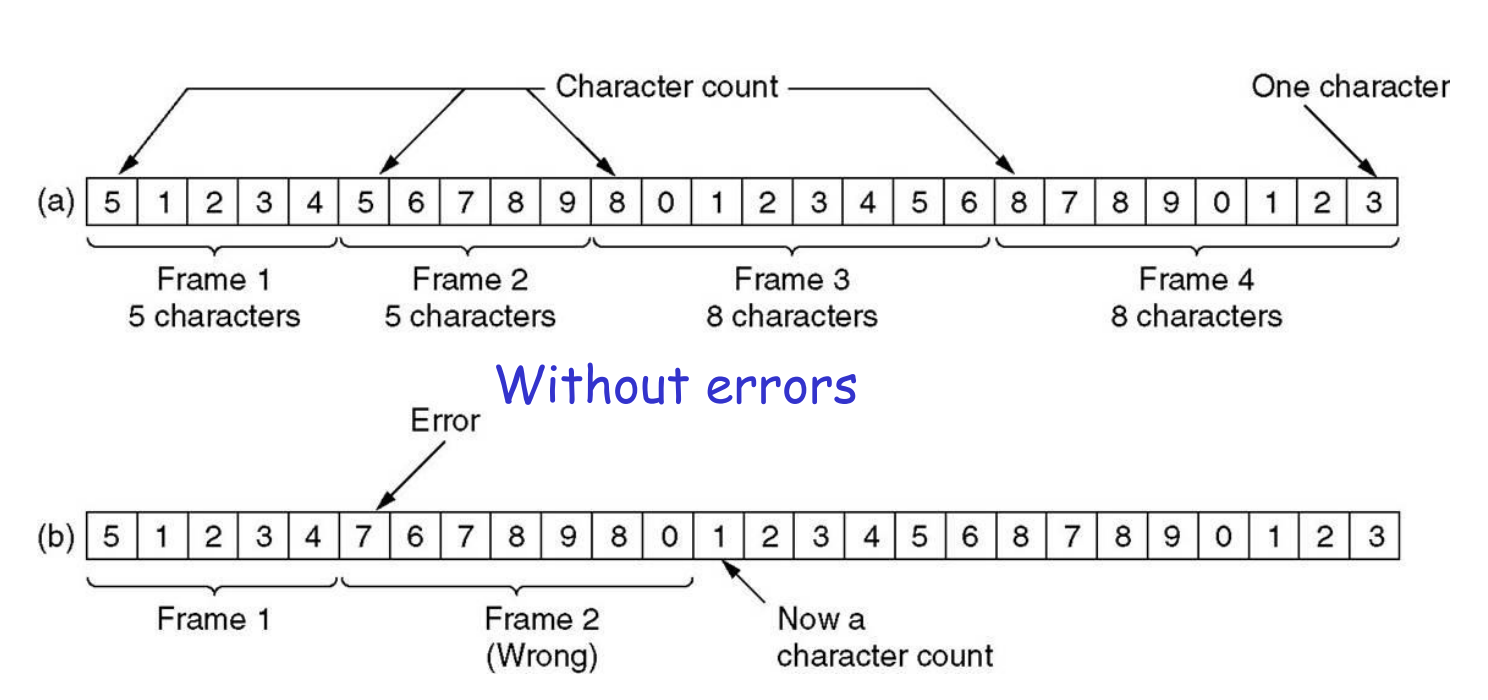 Character count One character
(a) 5 1 2 3 4 5 6 7 8 9 8 0 1 2 3 4 5 6 8 7 8 9 0 1 2 3
Frame 1 Frame 2 Frame 3 Frame 4
5 characters 5 characters 8 characters 8 characters
Without errors
Error
(b) 5 1 2 3 4 7 6 7 8 9 8 0 1 2 3 4 5 6 8 7 8 9 0 1 2 3
Frame 1 Frame 2 Now a
(Wrong) character count